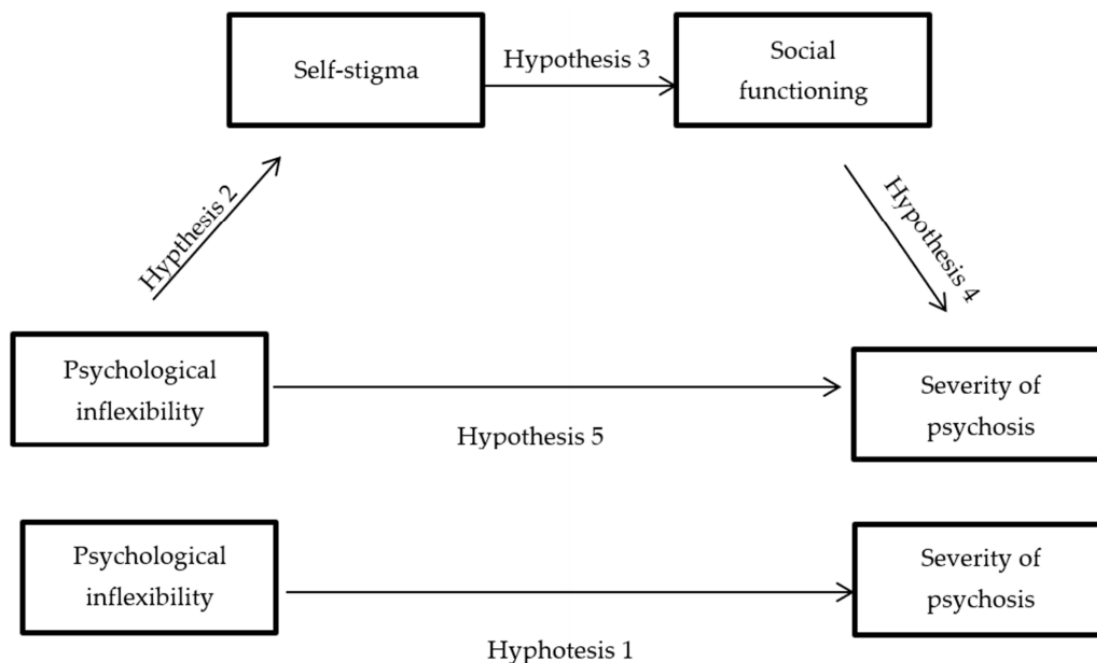 Self-stigma
Hypothesis 3
Social
functioning
Hypthesis 2
Hypothesis 4
Psychological
inflexibility
Hypothesis 5
Severity of
psychosis
Psychological
inflexibility
Hyphotesis 1
Severity of
psychosis